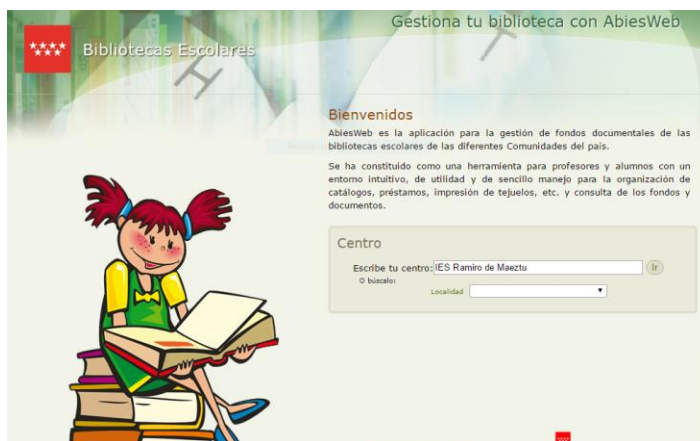 Gestiona tu biblioteca con AbiesWeb
Bibliotecas Escolares
Bienvenidos
AbiesWeb es la aplicación para la gestión de fondos documentales de las
bibliotecas escolares de las diferentes Comunidades del país.
Se ha constituido como una herramienta para profesores y alumnos con un
entorno intuitivo, de utilidad y de sencillo manejo para la organización de
catálogos, préstamos, impresión de tejuelos, etc. y consulta de los fondos y
documentos.
Centro
Escribe tu centro: IES Ramiro de Maeztu Ir
O búscalo:
Localidad